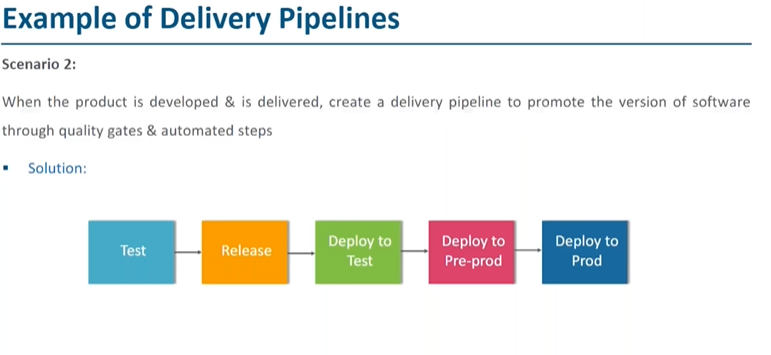 Example of Delivery Pipelines
Scenario 2:
When the product is developed & is delivered, create a delivery pipeline to promote the version of software
through quality gates & automated steps
▪ Solution:
Test
Release
Deploy to
Test
Deploy to
Pre-prod
Deploy to
Prod